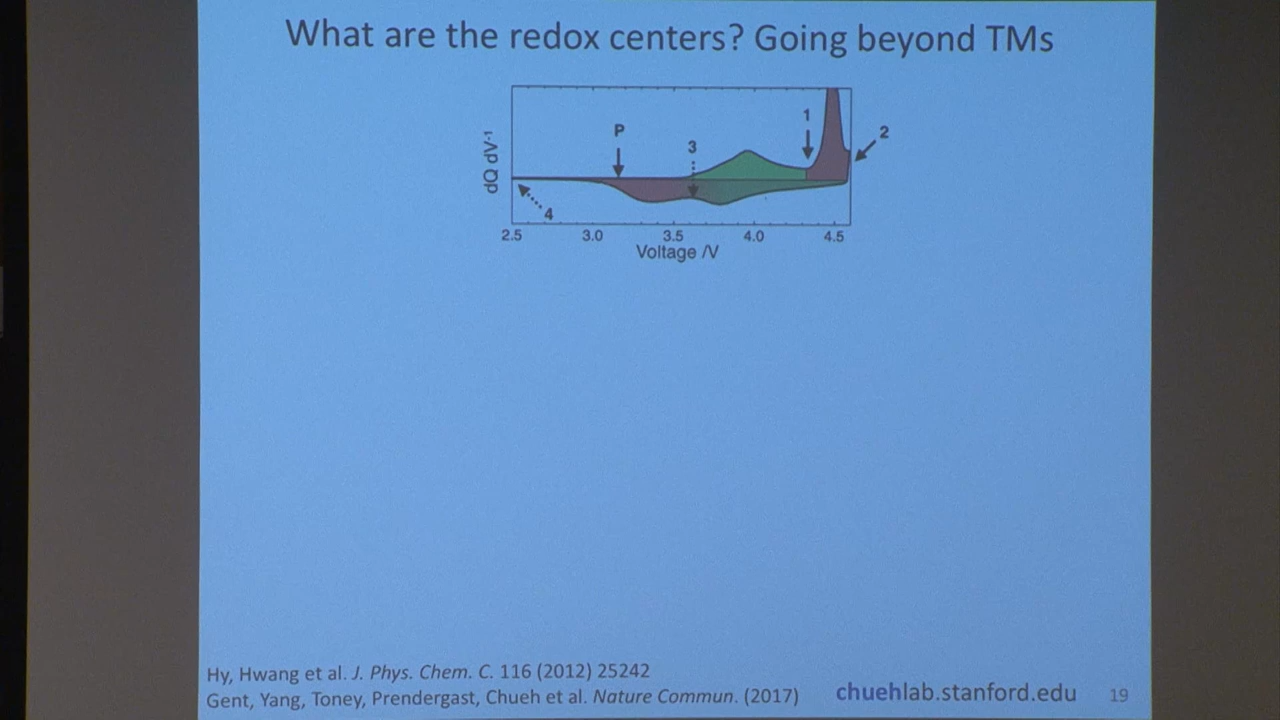 What are the redox centers? Going beyond TMs
dQ dV-1
P
3
1
2
4
2.5 3.0 3.5 4.0 4.5
Voltage /V
Hy, Hwang et al. J. Phys. Chem. C. 116 (2012) 25242
Gent, Yang, Toney, Prendergast, Chueh et al. Nature Commun. (2017)
chuehlab.stanford.edu 19